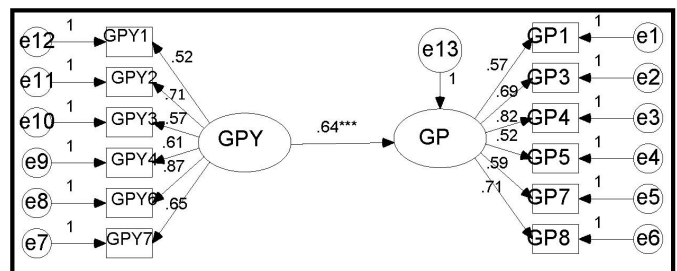 1 1
e12 GPY1 GP1 e1
e13
.52 .57
1 1 1
e11 GPY2 GP3 e2
.71 .69
1 1
e10 GPY3 .57 .82 GP4 e3
.61 GPY .64*** GP .52
1 1
e9 GPY4 GP5 e4
.87 .59
1 1
e8 GPY6 GP7 e5
.65 .71
1 1
e7 GPY7 GP8 e6